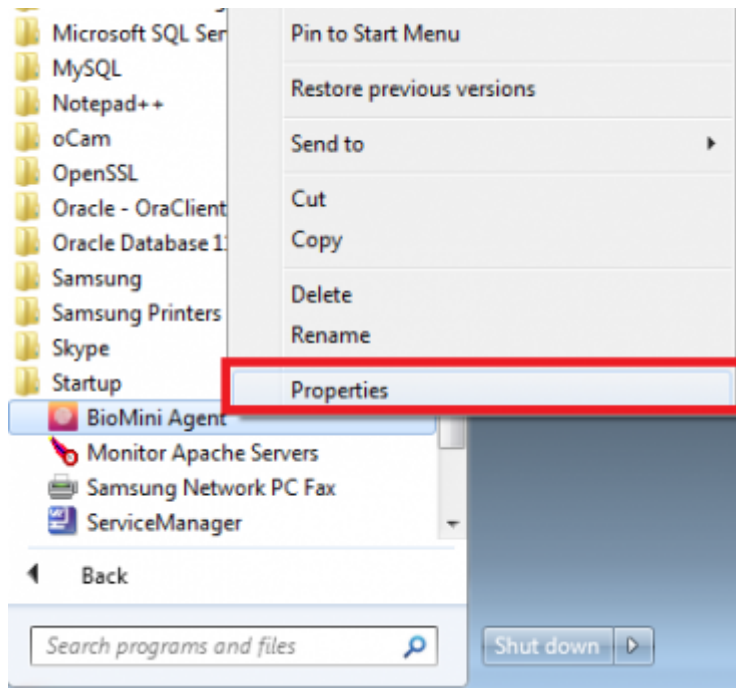 Microsoft SQL Ser
MySQL
Notepad++
oCam
OpenSSL
Oracle - OraClient
Oracle Database 1
Samsung
Samsung Printers
Skype
Startup
BioMini Agent
Monitor Apache Servers
Samsung Network PC Fax
ServiceManager
Back
Search programs and files
Pin to Start Menu
Restore previous versions
Send to
Cut
Copy
Delete
Rename
Properties
Shut down